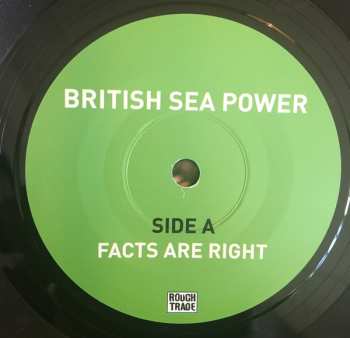 BRITISH SEA POWER
SIDE A
FACTS ARE RIGHT
ROUGH
TRADE